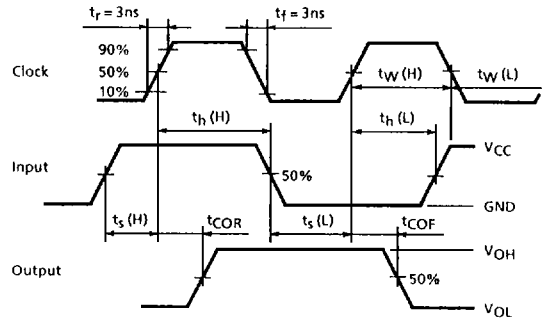 tr = 3ns tf = 3ns
90%
Clock 50% tW (H) tW (L)
10%
th (H) th (L)
VCC
Input 50%
GND
ts (H) tCOR ts (L) tCOF
VOH
Output 50%
VOL